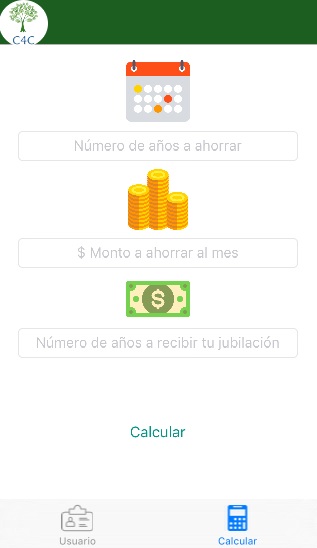 C4C
Número de años a ahorrar
$ Monto a ahorrar al mes
$
Número de años a recibir tu jubilación
Calcular
Usuario
Calcular